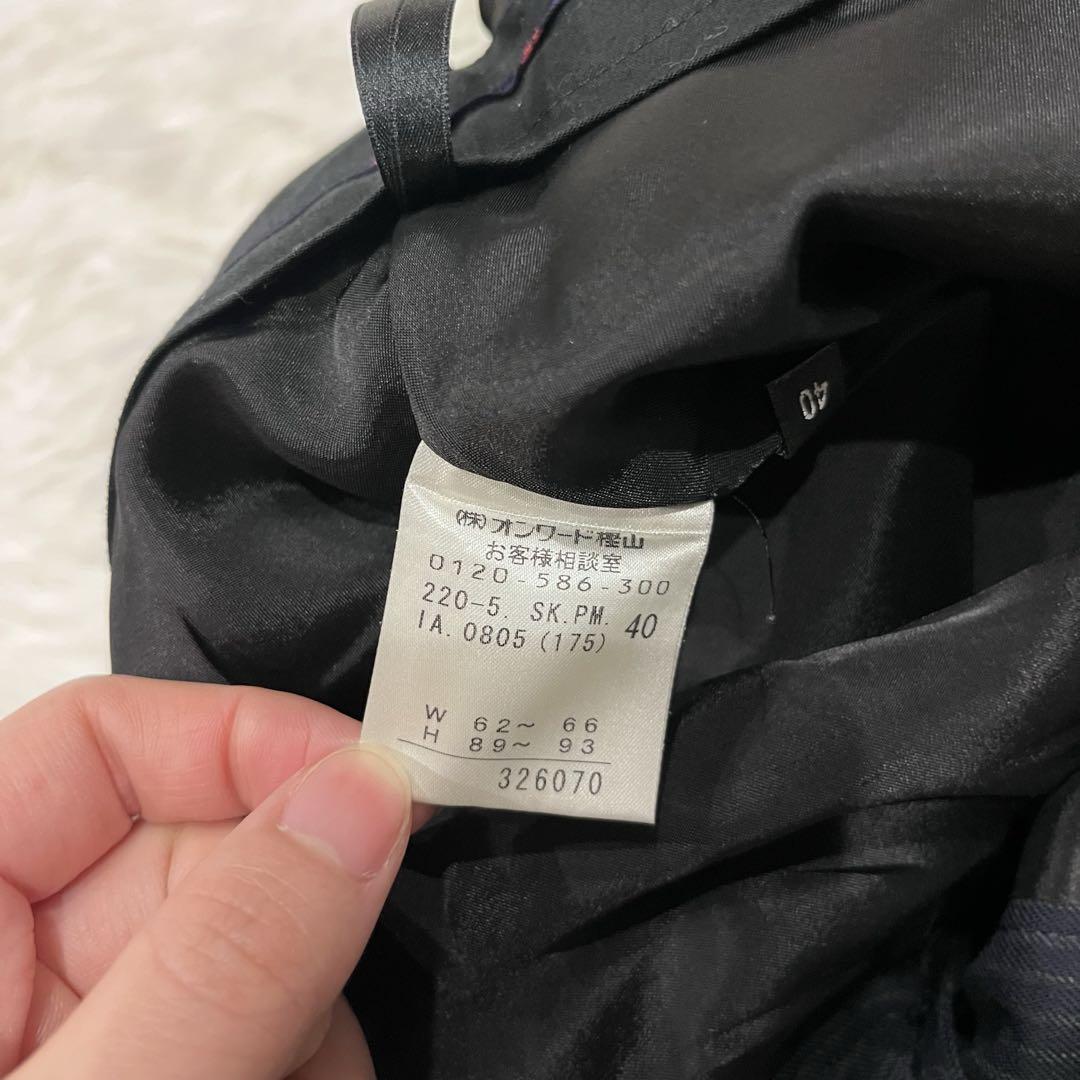 40
(株)オンワード樫山
お客様相談室
0120-586-300
220-5. SK.PM. 40
IA. 0805 (175)
W 62~ 66
H 89~ 93
326070